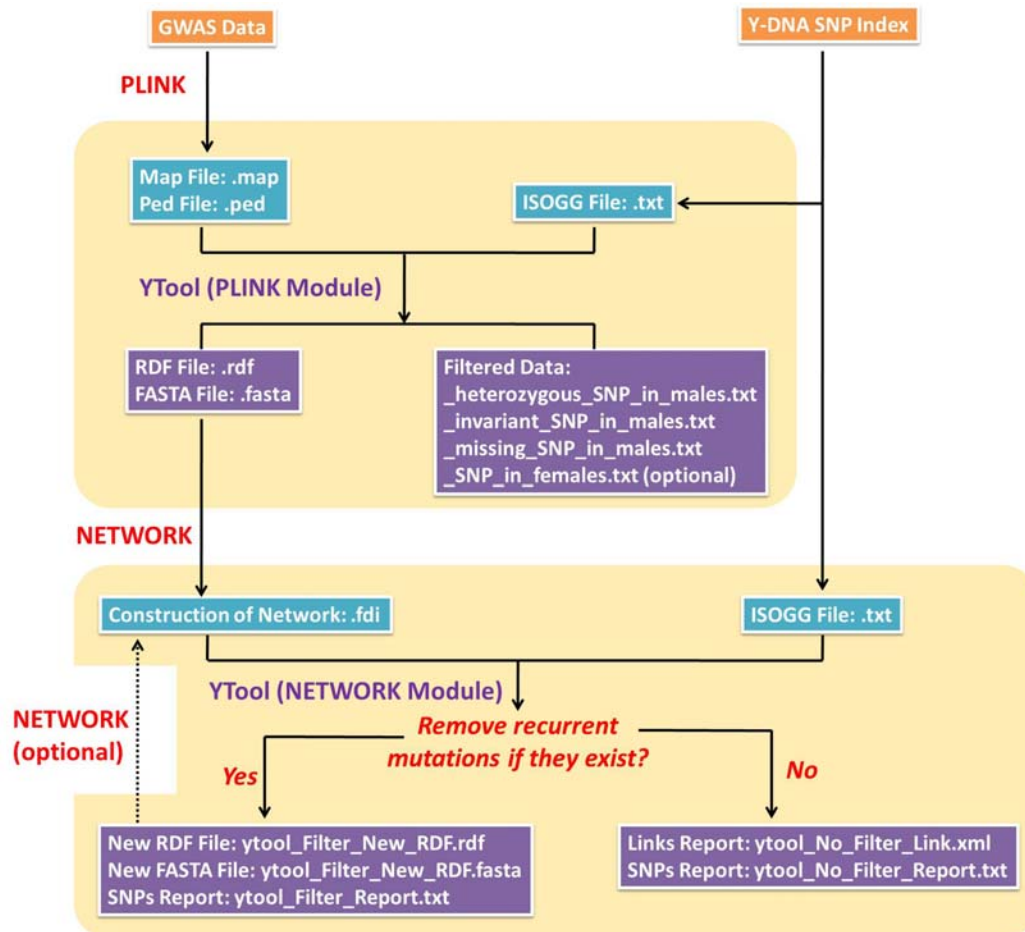 GWAS Data
Y-DNA SNP Index
PLINK
Map File: .map
Ped File: .ped
ISOGG File: .txt
YTool (PLINK Module)
RDF File: .rdf
FASTA File: .fasta
Filtered Data:
_heterozygous_SNP_in_males.txt
_invariant_SNP_in_males.txt
_missing_SNP_in_males.txt
_SNP_in_females.txt (optional)
NETWORK
Construction of Network: .fdi
ISOGG File: .txt
YTool (NETWORK Module)
NETWORK
(optional)
Remove recurrent
mutations if they exist?
Yes
No
New RDF File: ytool_Filter_New_RDF.rdf
New FASTA File: ytool_Filter_New_RDF.fasta
SNPs Report: ytool_Filter_Report.txt
Links Report: ytool_No_Filter_Link.xml
SNPs Report: ytool_No_Filter_Report.txt